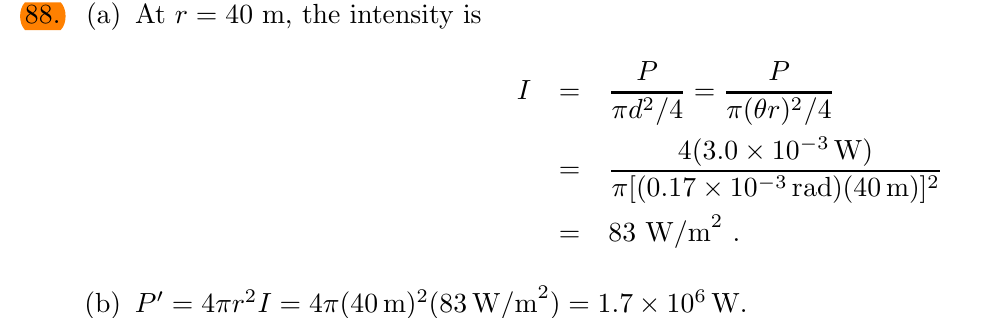 88. (a) At r = 40 m, the intensity is
I = P / πd²/4 = P / π(θr)²/4
= 4(3.0 × 10⁻³ W) / π[(0.17 × 10⁻³ rad)(40 m)]²
= 83 W/m² .
(b) P′ = 4πr²I = 4π(40 m)²(83 W/m²) = 1.7 × 10⁶ W.